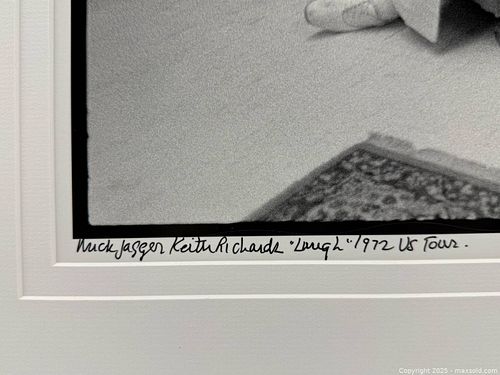 Mick Jagger Keith Richards "Laugh" 1972 US Tour.
Copyright 2025 - maxsold.com